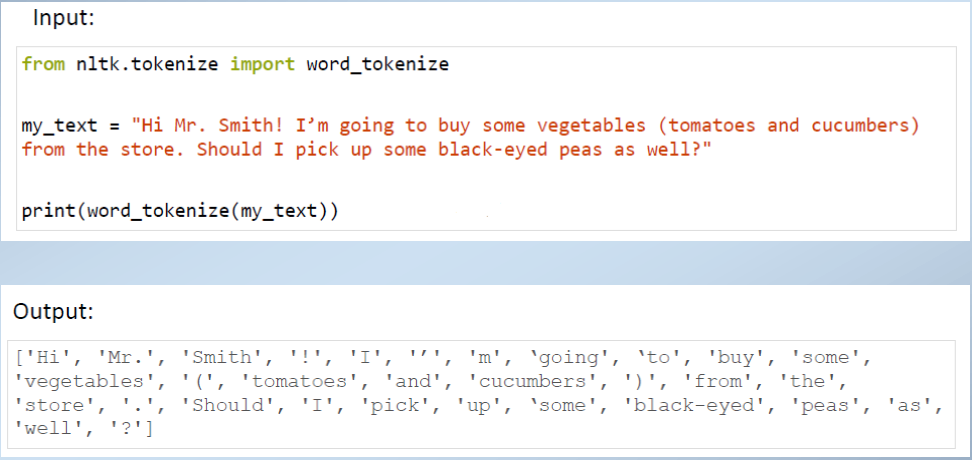 Input:
from nltk.tokenize import word_tokenize
my_text = "Hi Mr. Smith! I’m going to buy some vegetables (tomatoes and cucumbers)
from the store. Should I pick up some black-eyed peas as well?"
print(word_tokenize(my_text))
Output:
['Hi', 'Mr.', 'Smith', '!', 'I', '’', 'm', ‘going', ‘to', 'buy', 'some',
'vegetables', '(', 'tomatoes', 'and', 'cucumbers', ')', 'from', 'the',
'store', '.', 'Should', 'I', 'pick', 'up', ‘some', 'black-eyed', 'peas', 'as',
'well', '?']